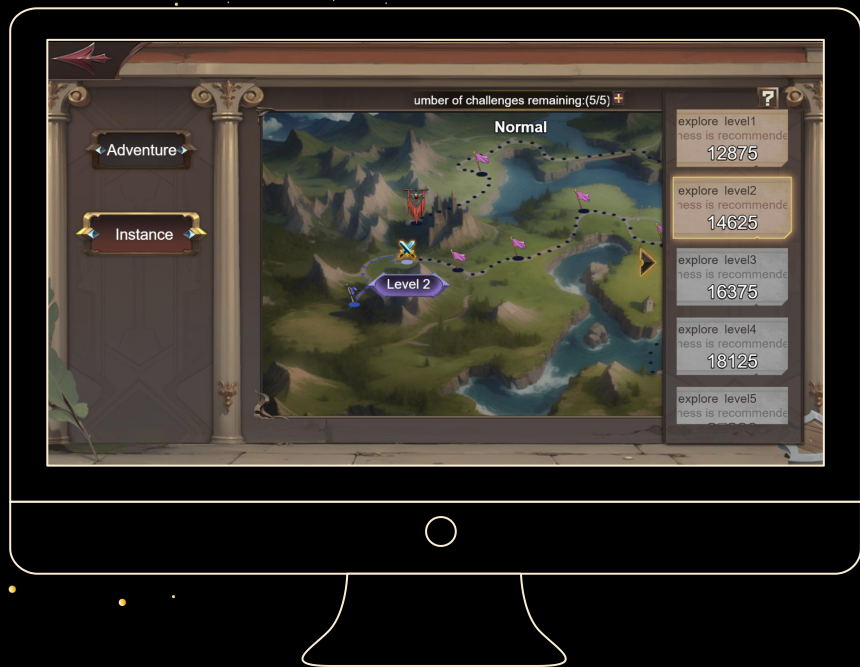 umber of challenges remaining:(5/5)
?
Normal
Adventure
Instance
Level 2
explore level1
ness is recommende
12875
explore level2
ness is recommende
14625
explore level3
ness is recommende
16375
explore level4
ness is recommende
18125
explore level5
ness is recommende